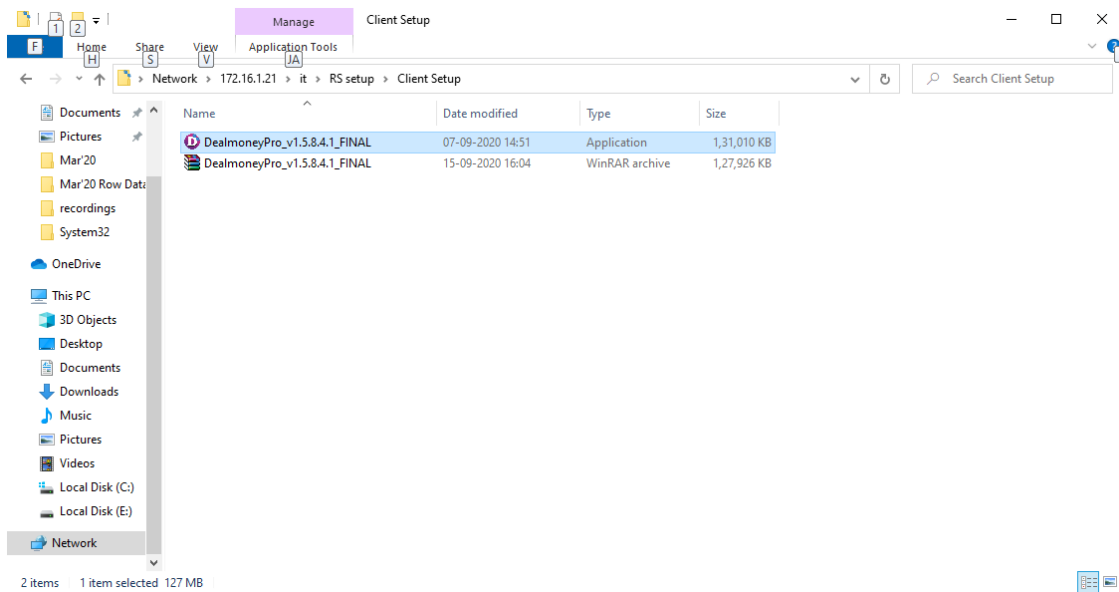 Manage
Client Setup
1
2
F
Home
Share
View
Application Tools
H
S
V
JA
Network > 172.16.1.21 > it > RS setup > Client Setup
Search Client Setup
Name
Date modified
Type
Size
DealmoneyPro_v1.5.8.4.1_FINAL 07-09-2020 14:51 Application 1,31,010 KB
DealmoneyPro_v1.5.8.4.1_FINAL 15-09-2020 16:04 WinRAR archive 1,27,926 KB
Documents
Pictures
Mar'20
Mar'20 Row Data
recordings
System32
OneDrive
This PC
3D Objects
Desktop
Documents
Downloads
Music
Pictures
Videos
Local Disk (C:)
Local Disk (E:)
Network
2 items 1 item selected 127 MB